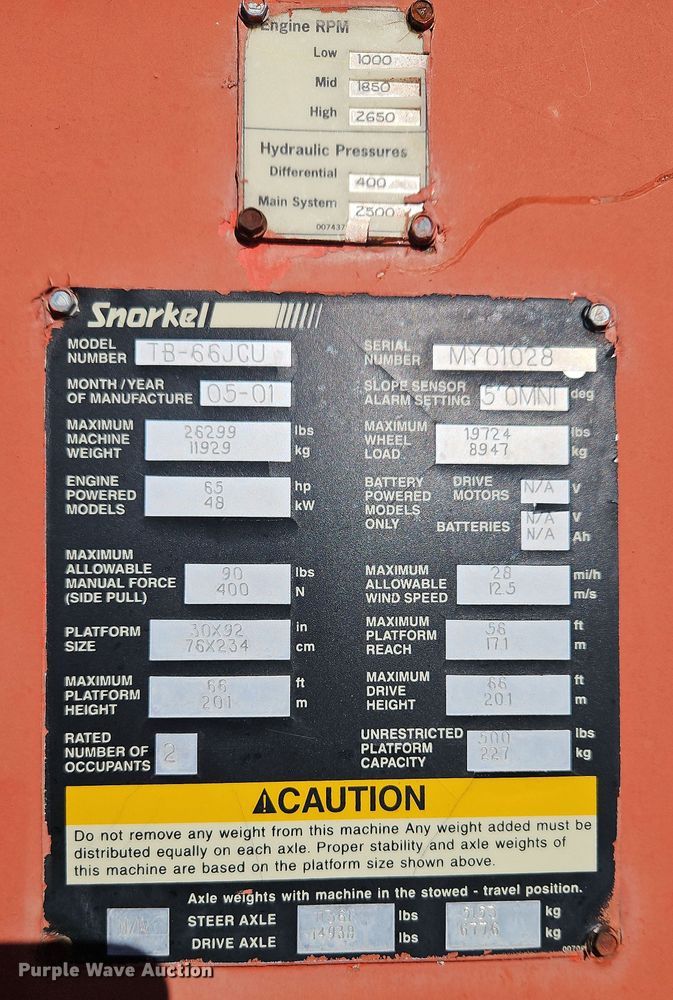 Engine RPM
Low 1000
Mid 1850
High 2650
Hydraulic Pressures
Differential 400
Main System 2500
007437
Snorkel
MODEL NUMBER TB-66JCU
SERIAL NUMBER MY01028
MONTH/YEAR OF MANUFACTURE 05-01
SLOPE SENSOR ALARM SETTING 5 OMNI deg
MAXIMUM MACHINE WEIGHT 26299 lbs 11929 kg
MAXIMUM WHEEL LOAD 19724 lbs 8947 kg
ENGINE POWERED MODELS 65 hp 48 kW
BATTERY POWERED MODELS ONLY DRIVE MOTORS N/A V
BATTERIES N/A V N/A Ah
MAXIMUM ALLOWABLE MANUAL FORCE (SIDE PULL) 90 lbs 400 N
MAXIMUM ALLOWABLE WIND SPEED 28 mi/h 12.5 m/s
PLATFORM SIZE 30X92 in 76X234 cm
MAXIMUM PLATFORM REACH 56 ft 17.1 m
MAXIMUM PLATFORM HEIGHT 66 ft 20.1 m
MAXIMUM DRIVE HEIGHT 66 ft 20.1 m
RATED NUMBER OF OCCUPANTS 2
UNRESTRICTED PLATFORM CAPACITY 500 lbs 227 kg
⚠CAUTION
Do not remove any weight from this machine Any weight added must be
distributed equally on each axle. Proper stability and axle weights of
this machine are based on the platform size shown above.
Axle weights with machine in the stowed - travel position.
STEER AXLE lbs kg
DRIVE AXLE 14938 lbs 6776 kg
Purple Wave Auction